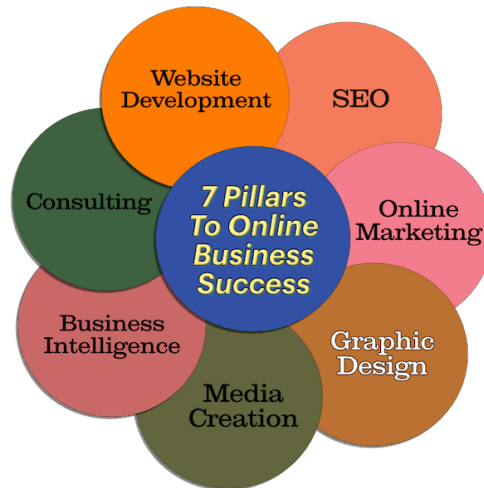 7 Pillars
To Online
Business
Success
Website
Development
SEO
Online
Marketing
Graphic
Design
Media
Creation
Business
Intelligence
Consulting